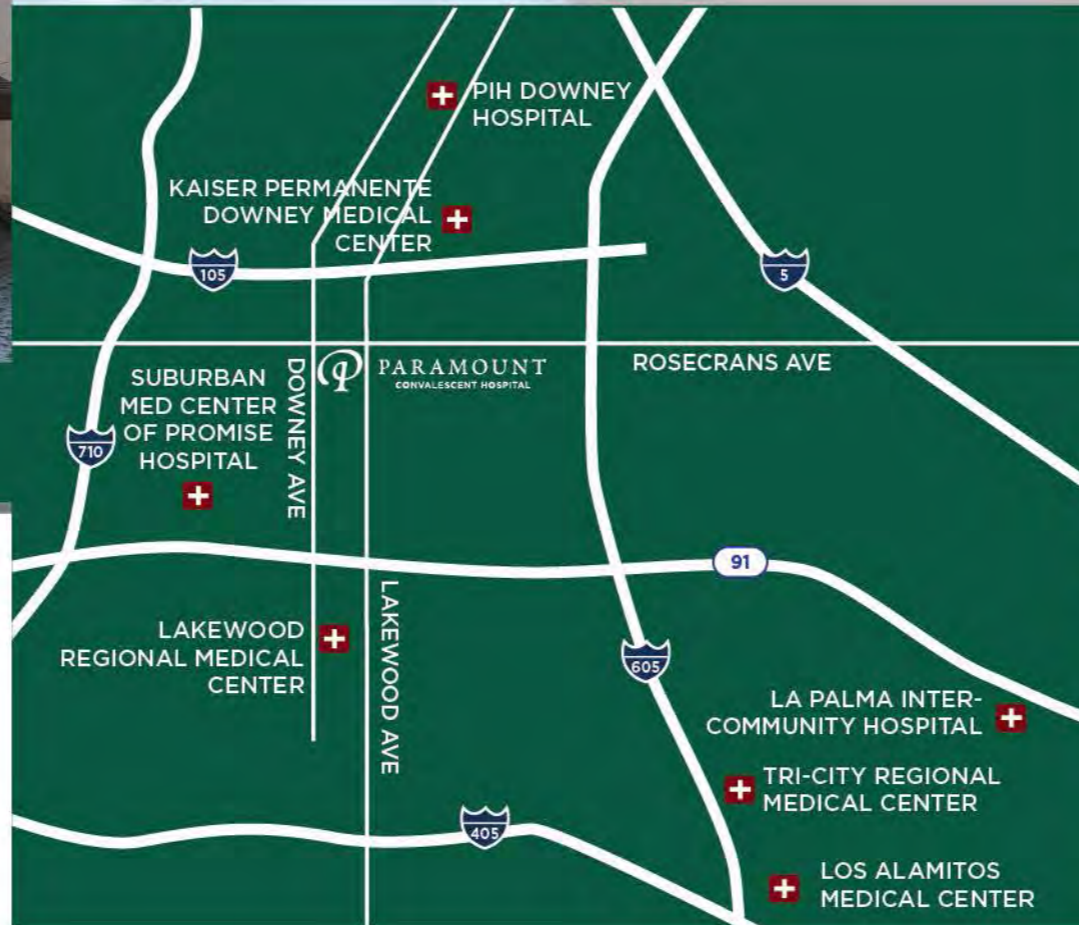 PIH DOWNEY
HOSPITAL
KAISER PERMANENTE
DOWNEY MEDICAL
CENTER
105
5
ROSECRANS AVE
P PARAMOUNT
CONVALESCENT HOSPITAL
SUBURBAN
MED CENTER
OF PROMISE
HOSPITAL
DOWNEY AVE
710
91
LAKEWOOD AVE
LAKEWOOD
REGIONAL MEDICAL
CENTER
605
LA PALMA INTER-
COMMUNITY HOSPITAL
TRI-CITY REGIONAL
MEDICAL CENTER
405
LOS ALAMITOS
MEDICAL CENTER